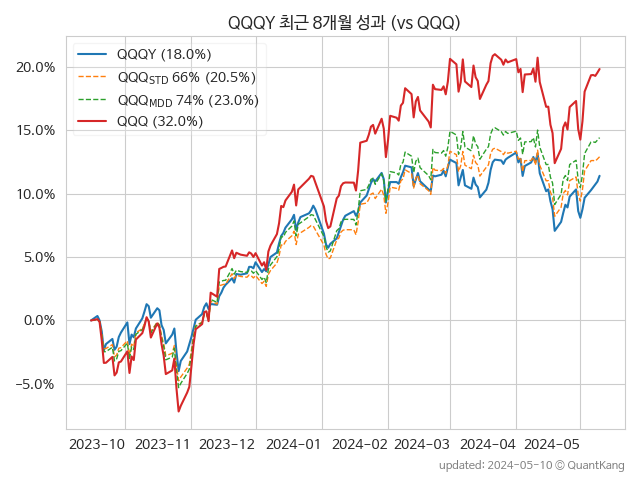 QQQY 최근 8개월 성과 (vs QQQ)
QQQY (18.0%)
QQQSTD 66% (20.5%)
QQQMDD 74% (23.0%)
QQQ (32.0%)
20.0%
15.0%
10.0%
5.0%
0.0%
−5.0%
2023-10 2023-11 2023-12 2024-01 2024-02 2024-03 2024-04 2024-05
updated: 2024-05-10 © QuantKang